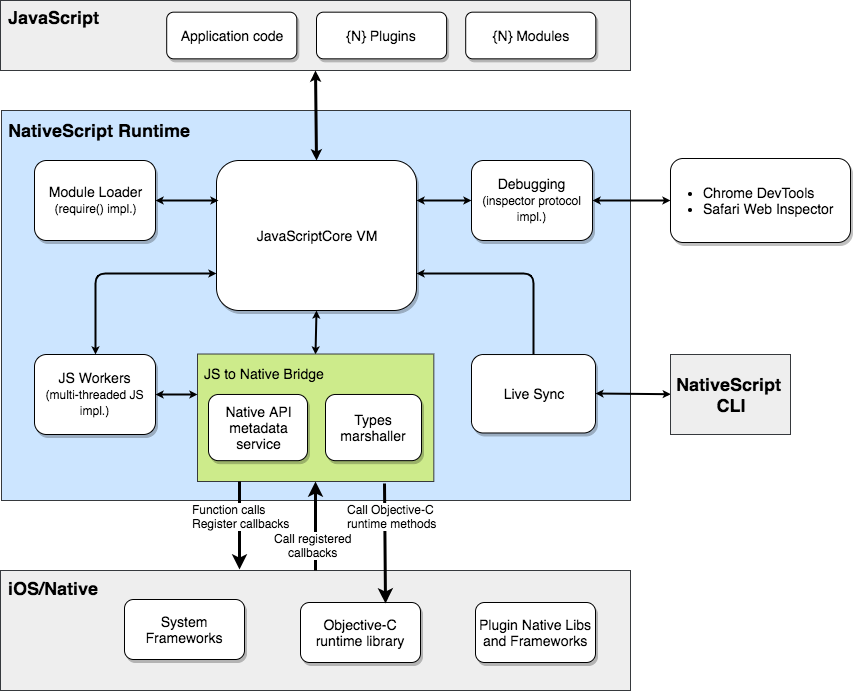 JavaScript
Application code
{N} Plugins
{N} Modules
NativeScript Runtime
Module Loader
(require() impl.)
JavaScriptCore VM
Debugging
(inspector protocol
impl.)
• Chrome DevTools
• Safari Web Inspector
JS Workers
(multi-threaded JS
impl.)
JS to Native Bridge
Native API
metadata
service
Types
marshaller
Live Sync
NativeScript
CLI
Function calls
Register callbacks
Call registered
callbacks
Call Objective-C
runtime methods
iOS/Native
System
Frameworks
Objective-C
runtime library
Plugin Native Libs
and Frameworks